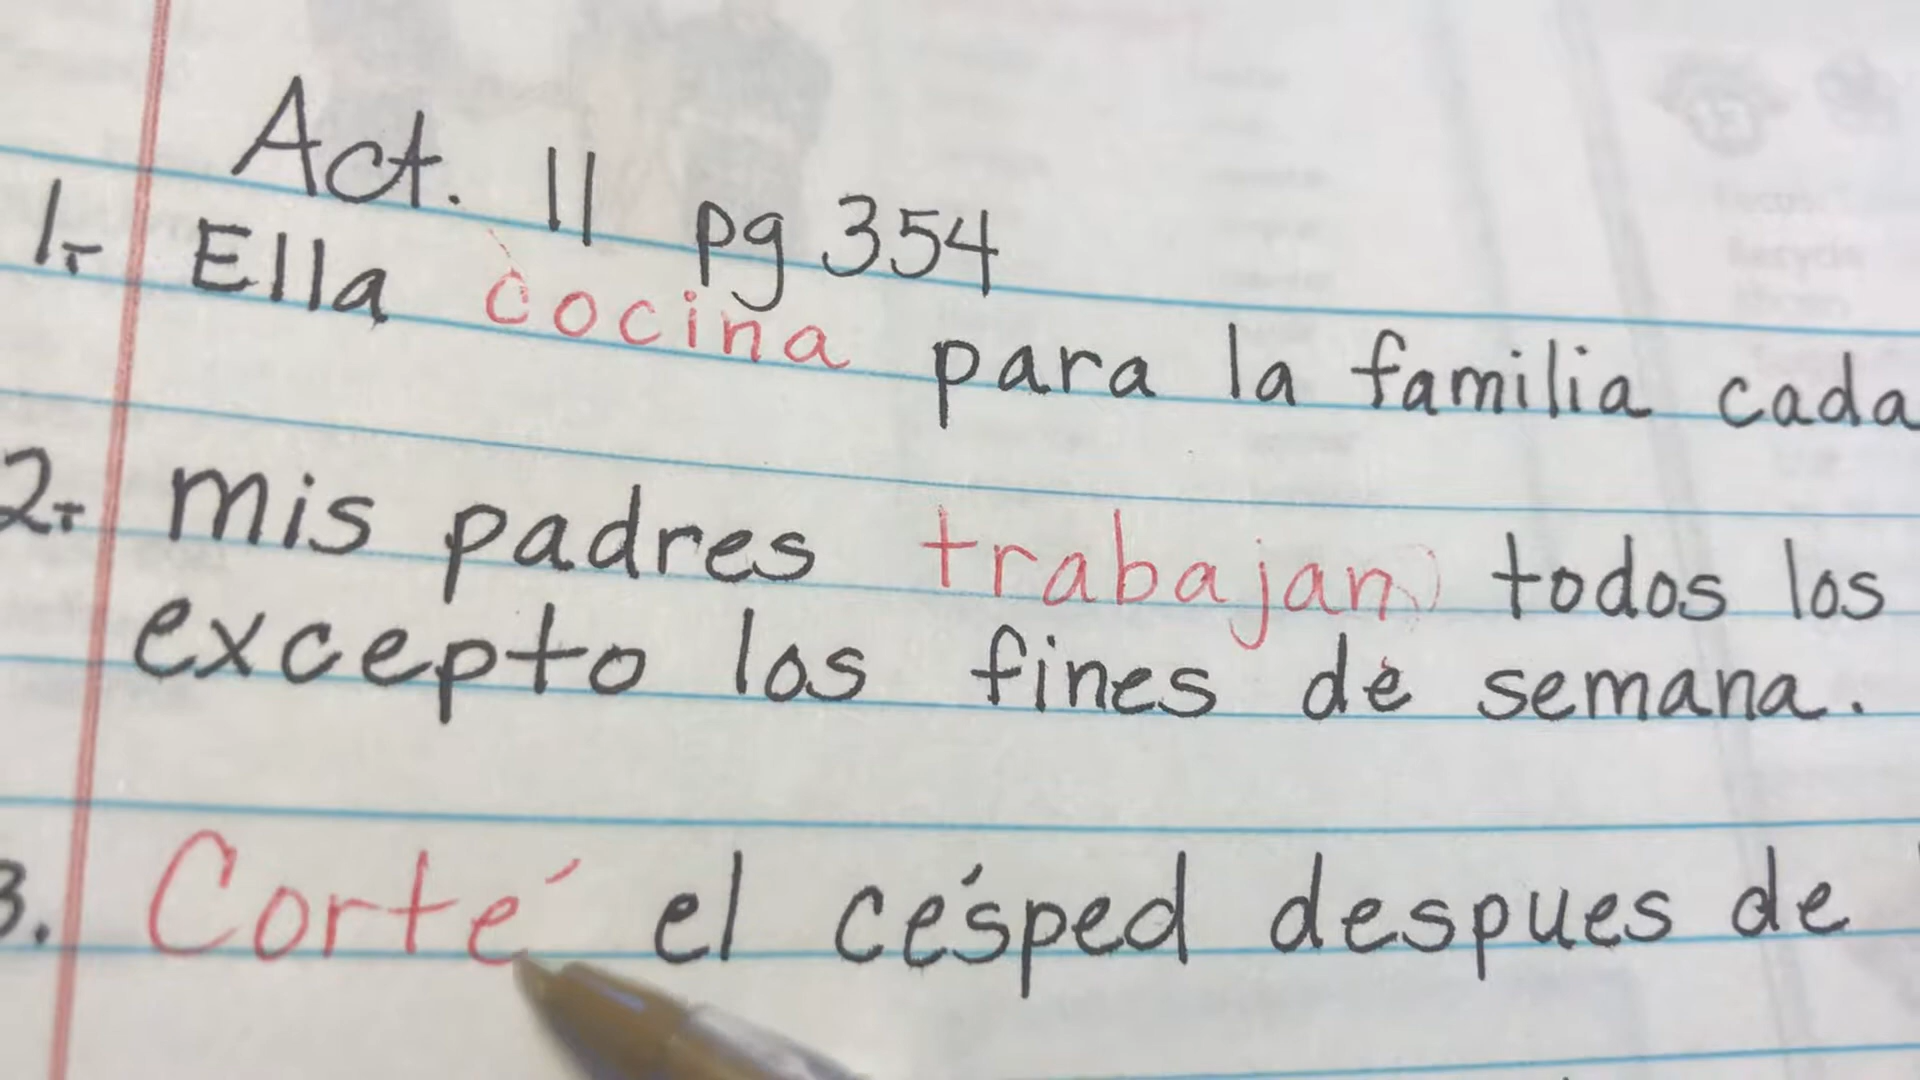 Act. 11 pg 354
1.- Ella cocina para la familia cada
2.- mis padres trabajan todos los
excepto los fines de semana.
3. Corté el césped despues de